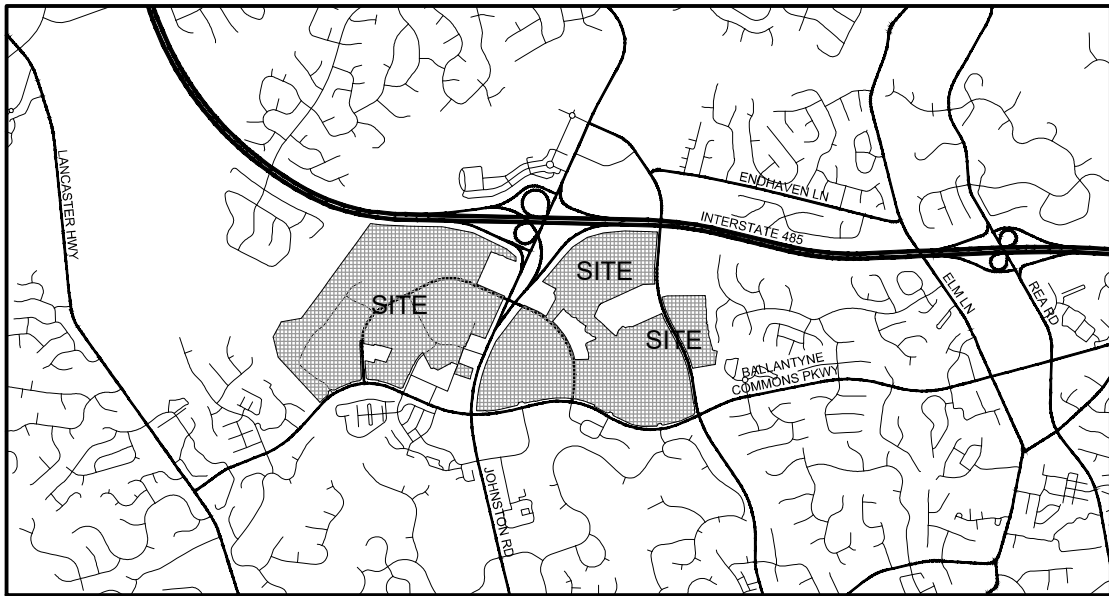 LANCASTER HWY
ENDHAVEN LN
INTERSTATE 485
SITE
SITE
SITE
ELM LN
REA RD
BALLANTYNE
COMMONS PKWY
JOHNSTON RD